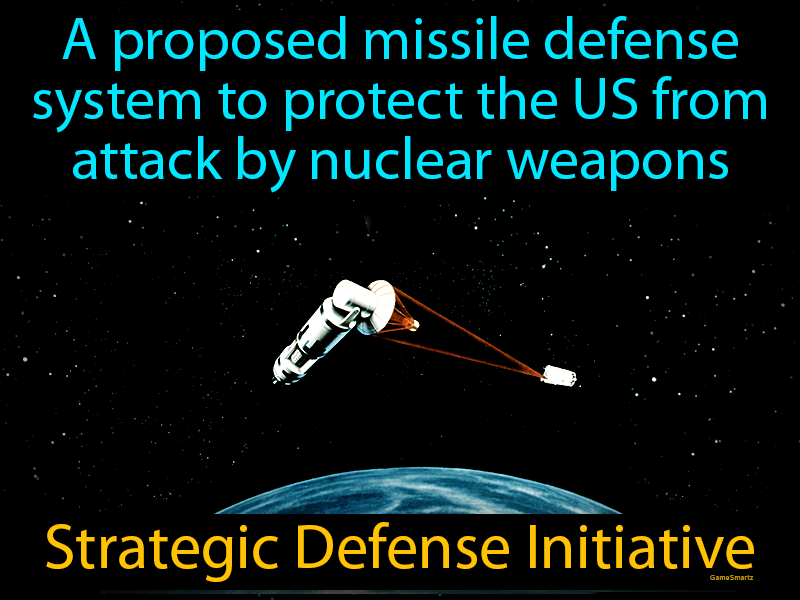 A proposed missile defense
system to protect the US from
attack by nuclear weapons
Strategic Defense Initiative
GameSmartz